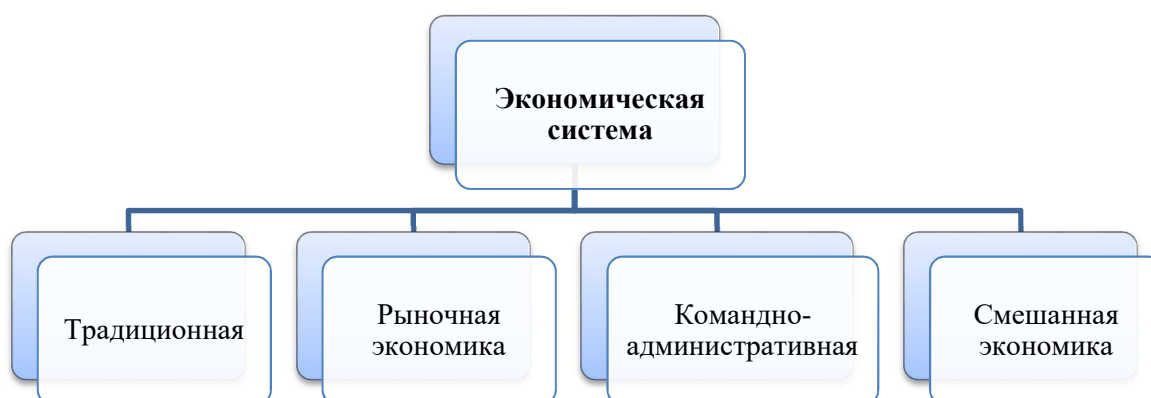 Экономическая
система
Традиционная
Рыночная
экономика
Командно-
административная
Смешанная
экономика